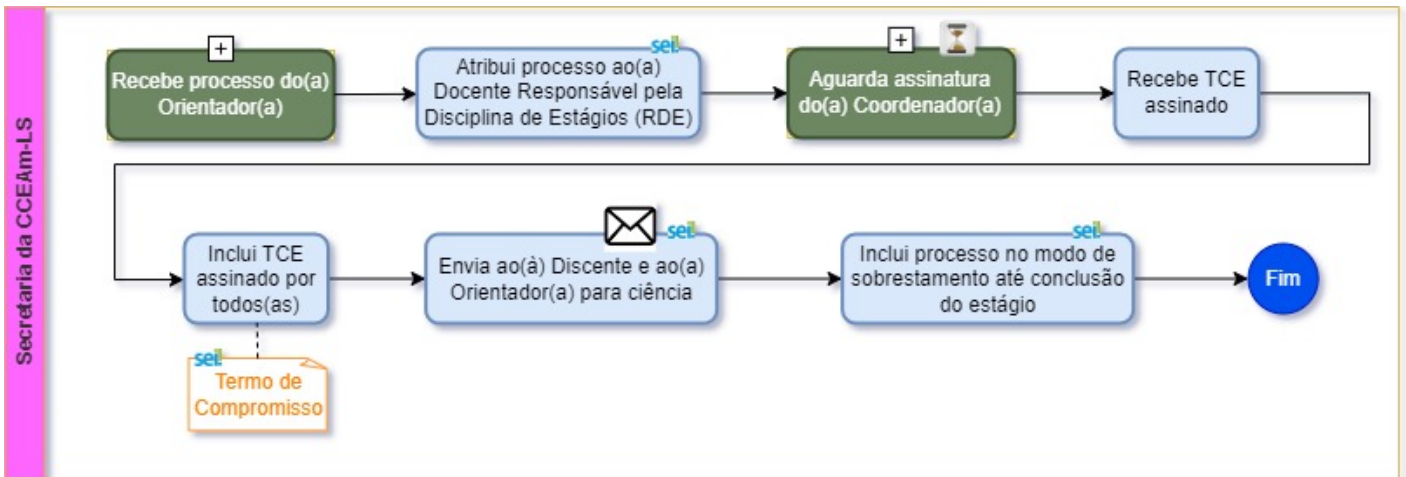 Secretaria da CCEAm-LS
+
Recebe processo do(a)
Orientador(a)
sei!
Atribui processo ao(a)
Docente Responsável pela
Disciplina de Estágios (RDE)
+
Aguarda assinatura
do(a) Coordenador(a)
Recebe TCE
assinado
Inclui TCE
assinado por
todos(as)
sei!
Termo de
Compromisso
sei!
Envia ao(à) Discente e ao(a)
Orientador(a) para ciência
sei!
Inclui processo no modo de
sobrestamento até conclusão
do estágio
Fim